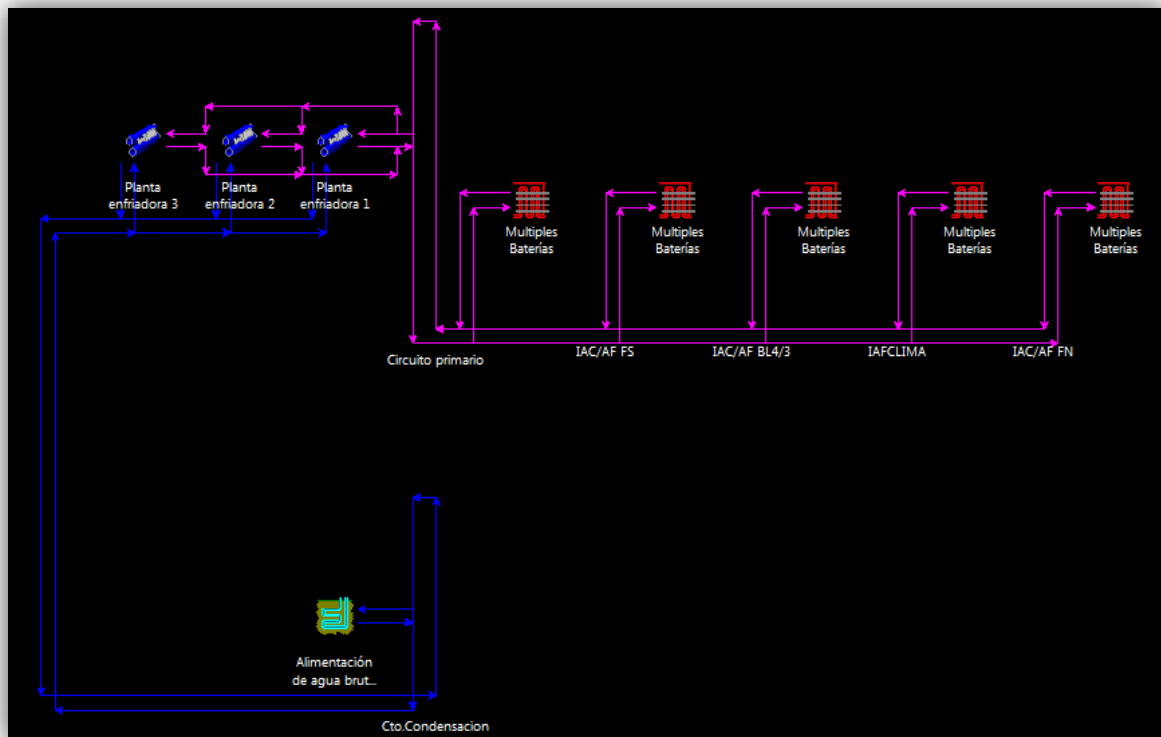 Planta
enfriadora 3
Planta
enfriadora 2
Planta
enfriadora 1
Multiples
Baterías
Multiples
Baterías
Multiples
Baterías
Multiples
Baterías
Multiples
Baterías
Circuito primario
IAC/AF FS
IAC/AF BL4/3
IAFCLIMA
IAC/AF FN
Alimentación
de agua brut...
Cto.Condensacion